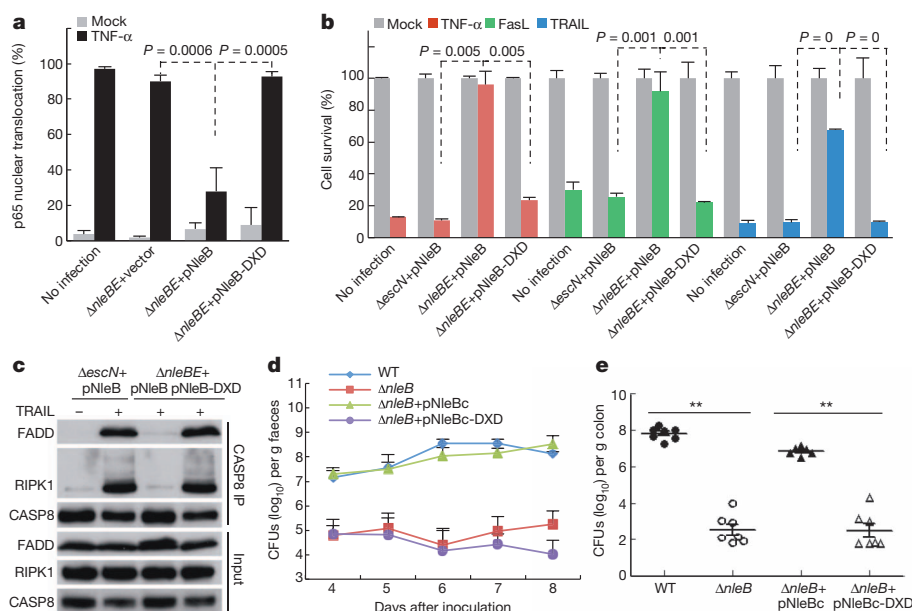 a
Mock
TNF-α
P = 0.0006 P = 0.0005
p65 nuclear translocation (%)
100
80
60
40
20
0
No infection
ΔnleBE+vector
ΔnleBE+pNleB
ΔnleBE+pNleB-DXD
b
Mock TNF-α FasL TRAIL
P = 0.005 0.005
P = 0.001 0.001
P = 0 P = 0
Cell survival (%)
100
80
60
40
20
0
No infection
ΔescN+pNleB
ΔnleBE+pNleB
ΔnleBE+pNleB-DXD
No infection
ΔescN+pNleB
ΔnleBE+pNleB
ΔnleBE+pNleB-DXD
No infection
ΔescN+pNleB
ΔnleBE+pNleB
ΔnleBE+pNleB-DXD
c
ΔescN+ ΔnleBE+
pNleB pNleB pNleB-DXD
TRAIL – + + +
FADD
RIPK1
CASP8
CASP8 IP
FADD
RIPK1
CASP8
Input
d
WT
ΔnleB
ΔnleB+pNleBc
ΔnleB+pNleBc-DXD
CFUs (log10) per g faeces
9
8
7
6
5
4
3
4 5 6 7 8
Days after inoculation
e
** **
CFUs (log10) per g colon
8
6
4
2
0
WT ΔnleB ΔnleB+ ΔnleB+
pNleBc pNleBc-DXD